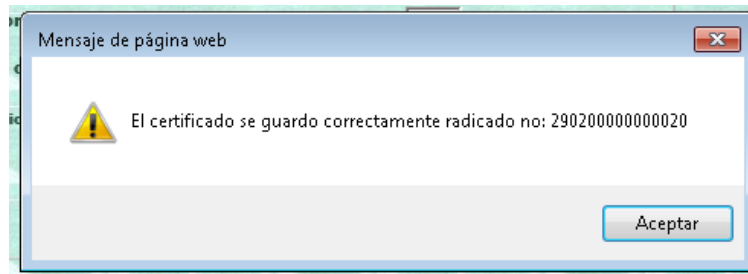 Mensaje de página web
El certificado se guardo correctamente radicado no: 290200000000020
Aceptar